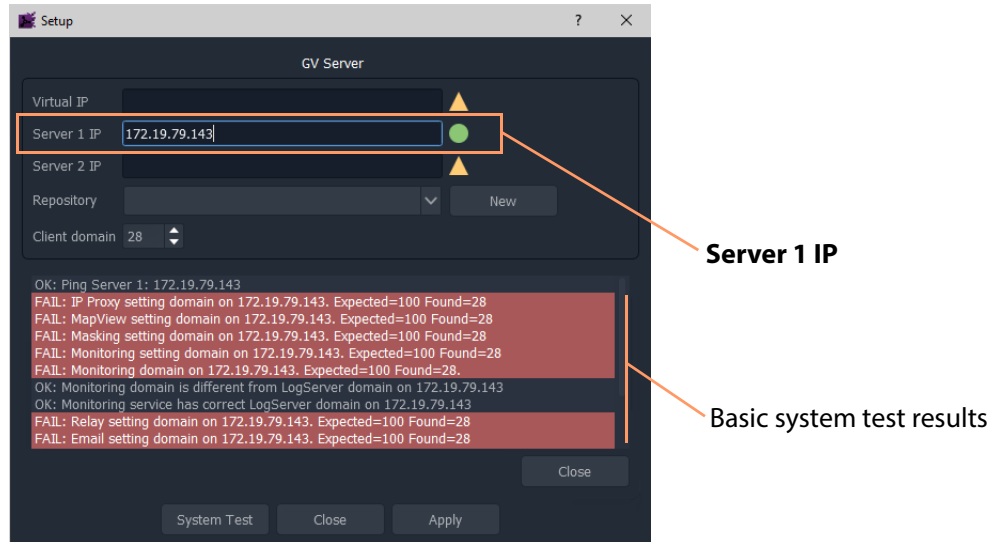 Setup
?
GV Server
Virtual IP
Server 1 IP 172.19.79.143
Server 2 IP
Repository New
Client domain 28
Server 1 IP
OK: Ping Server 1: 172.19.79.143
FAIL: IP Proxy setting domain on 172.19.79.143. Expected=100 Found=28
FAIL: MapView setting domain on 172.19.79.143. Expected=100 Found=28
FAIL: Masking setting domain on 172.19.79.143. Expected=100 Found=28
FAIL: Monitoring setting domain on 172.19.79.143. Expected=100 Found=28
FAIL: Monitoring domain on 172.19.79.143 Expected=100 Found=28.
OK: Monitoring domain is different from LogServer domain on 172.19.79.143
OK: Monitoring service has correct LogServer domain on 172.19.79.143
FAIL: Relay setting domain on 172.19.79.143. Expected=100 Found=28
FAIL: Email setting domain on 172.19.79.143. Expected=100 Found=28
Basic system test results
Close
System Test Close Apply